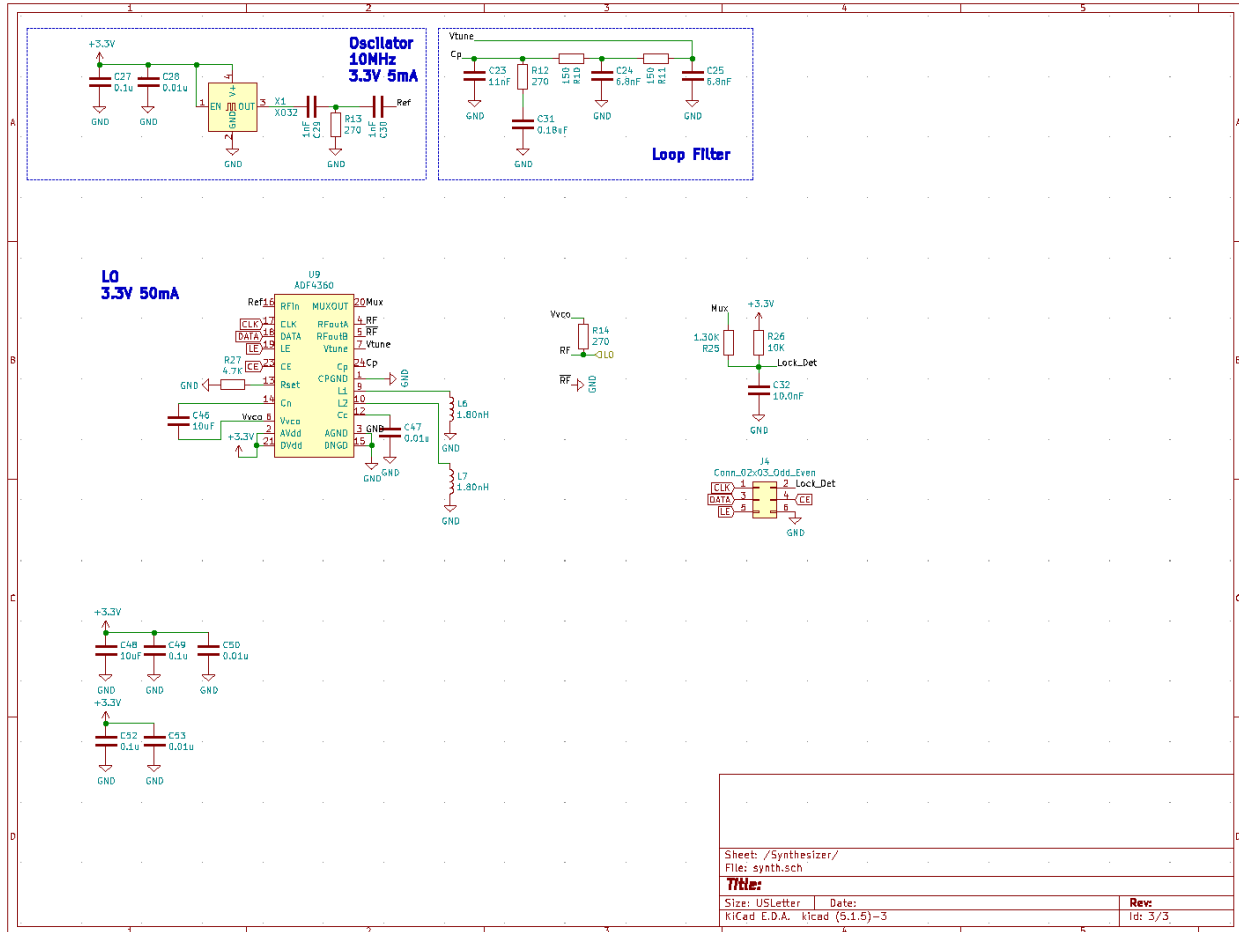 1 2 3 4 5
A
B
C
D
Oscilator
10MHz
3.3V 5mA
+3.3V
C27
0.1u
C28
0.01u
GND
GND
4
V+
1
EN
OUT
3
GND
2
GND
X1
XO32
1nF
C29
R13
270
GND
1nF
C30
Ref
Vtune
Cp
C23
11nF
GND
R12
270
C31
0.18uF
GND
150
R10
C24
6.8nF
GND
150
R11
C25
6.8nF
GND
Loop Filter
LO
3.3V 50mA
U9
ADF4360
Ref 16 RFin MUXOUT 20 Mux
CLK 17 CLK RFoutA 4 RF
DATA 18 DATA RFoutB 5 RF
LE 19 LE Vtune 7 Vtune
CE 23 CE Cp 24 Cp
CPGND 1 GND
R27
4.7K
GND 13 Rset L1 9
14 Cn L2 10
Cc 12
Vvco 6 Vvco
2 AVdd AGND 3 GND
21 DVdd DNGD 15
+3.3V
C46
10uF
C47
0.01u
GND
GND
L6
1.80nH
GND
L7
1.80nH
GND
Vvco
R14
270
RF
LO
RF
GND
Mux
+3.3V
1.30K
R25
R26
10K
Lock_Det
C32
10.0nF
GND
J4
Conn_02x03_Odd_Even
CLK 1 2 Lock_Det
DATA 3 4 CE
LE 5 6
GND
+3.3V
C48
10uF
C49
0.1u
C50
0.01u
GND
GND
GND
+3.3V
C52
0.1u
C53
0.01u
GND
GND
Sheet: /Synthesizer/
File: synth.sch
Title:
Size: USLetter Date: Rev:
KiCad E.D.A. kicad (5.1.5)-3 Id: 3/3
A
B
C
D
1 2 3 4 5